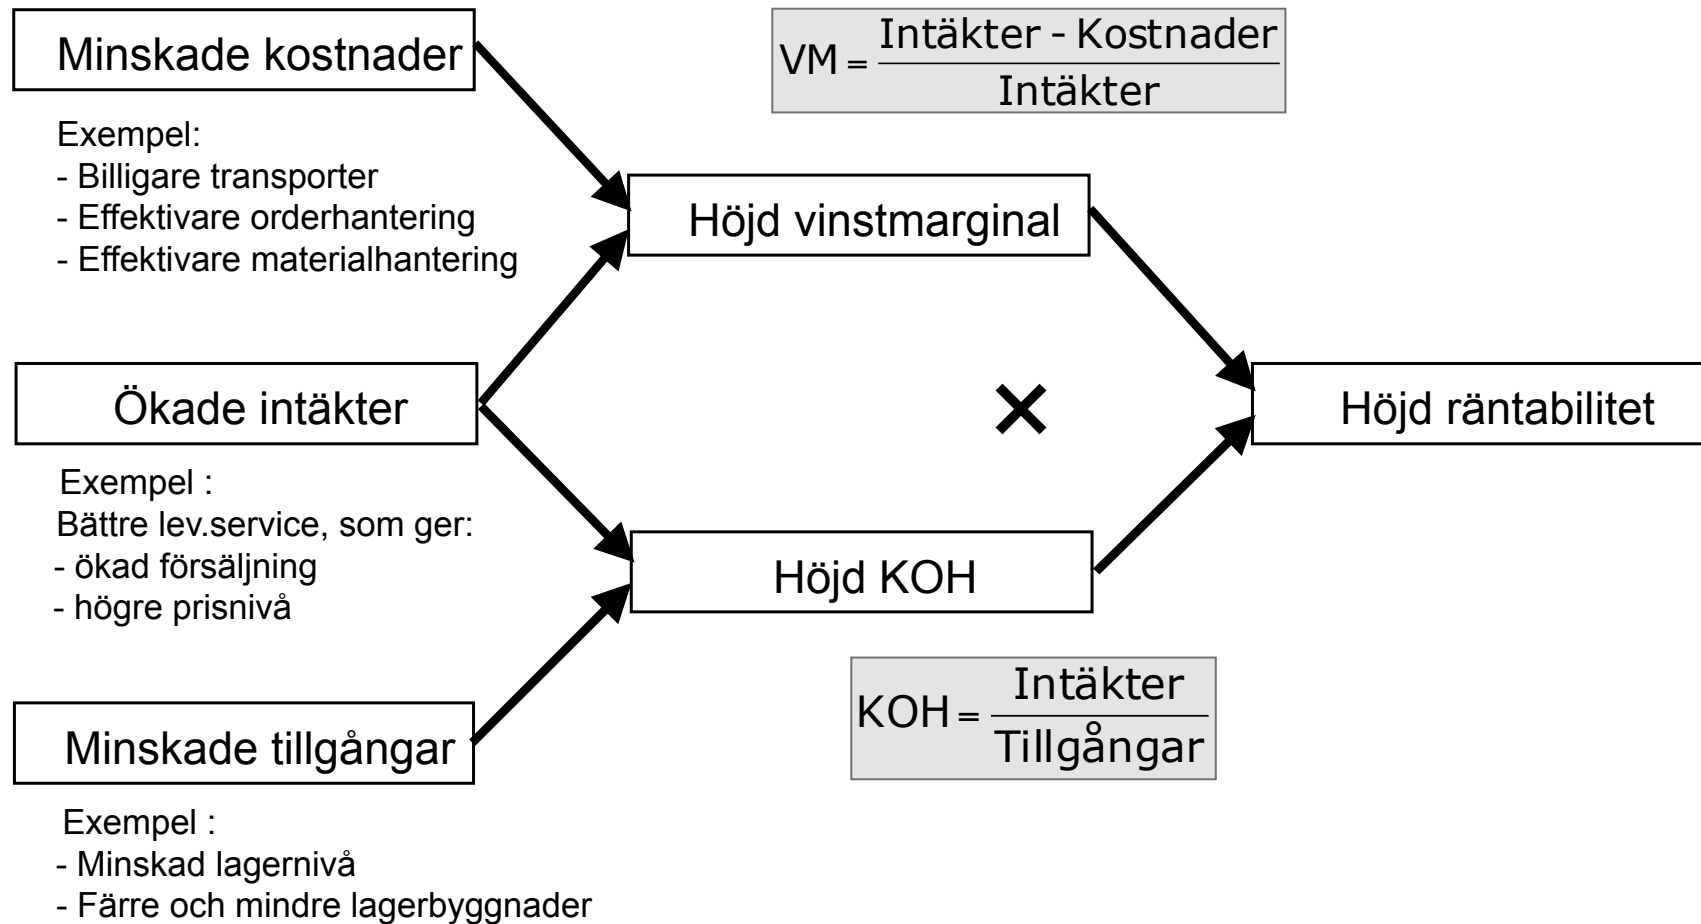 Minskade kostnader
VM = Intäkter - Kostnader
Intäkter
Exempel:
- Billigare transporter
- Effektivare orderhantering
- Effektivare materialhantering
Höjd vinstmarginal
Ökade intäkter
×
Höjd räntabilitet
Exempel :
Bättre lev.service, som ger:
- ökad försäljning
- högre prisnivå
Höjd KOH
KOH = Intäkter
Tillgångar
Minskade tillgångar
Exempel :
- Minskad lagernivå
- Färre och mindre lagerbyggnader